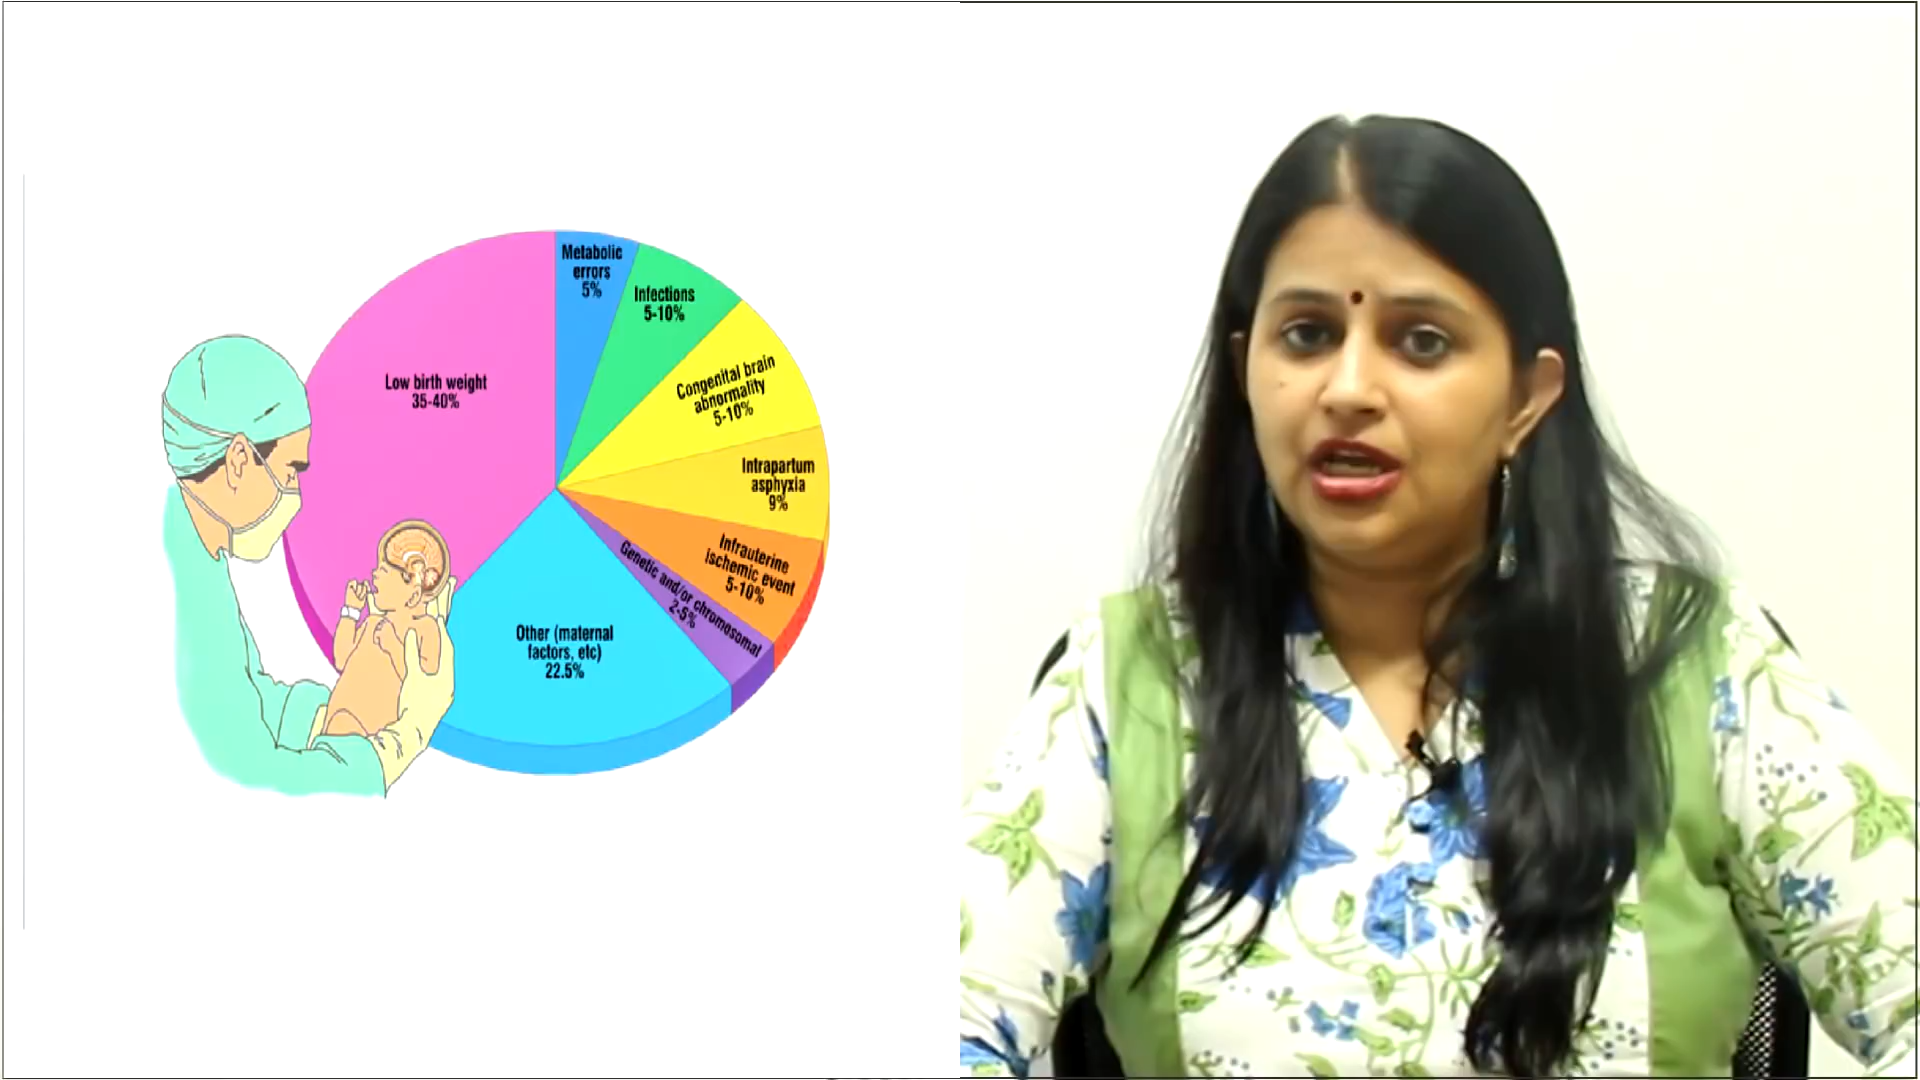 Metabolic
errors
5%
Infections
5-10%
Congenital brain
abnormality
5-10%
Intrapartum
asphyxia
9%
Infrauterine
ischemic event
5-10%
Genetic and/or chromosomal
2-5%
Other (maternal
factors, etc)
22.5%
Low birth weight
35-40%